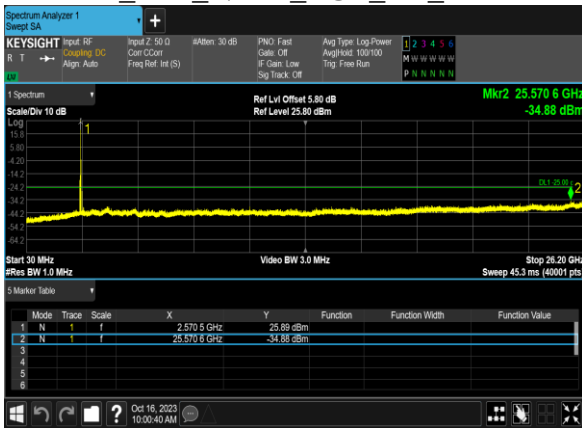 Spectrum Analyzer 1
Swept SA
KEYSIGHT Input: RF Input Z: 50 Ω #Atten: 30 dB PNO: Fast Avg Type: Log-Power 1 2 3 4 5 6
R T Coupling: DC Corr CCorr Gate: Off Avg|Hold: 100/100 M W W W W W
Align: Auto Freq Ref: Int (S) IF Gain: Low Trig: Free Run
Sig Track: Off P N N N N N
1 Spectrum Ref Lvl Offset 5.80 dB Mkr2 25.570 6 GHz
Scale/Div 10 dB Ref Level 25.80 dBm -34.88 dBm
Log
15.8
5.80
-4.20
-14.2
-24.2
-34.2
-44.2
-54.2
-64.2
1
DL1 -25.00
2
Start 30 MHz Video BW 3.0 MHz Stop 26.20 GHz
#Res BW 1.0 MHz Sweep 45.3 ms (40001 pts
5 Marker Table
Mode Trace Scale X Y Function Function Width Function Value
1 N 1 f 2.570 5 GHz 25.89 dBm
2 N 1 f 25.570 6 GHz -34.88 dBm
3
4
5
6
? Oct 16, 2023
10:00:40 AM